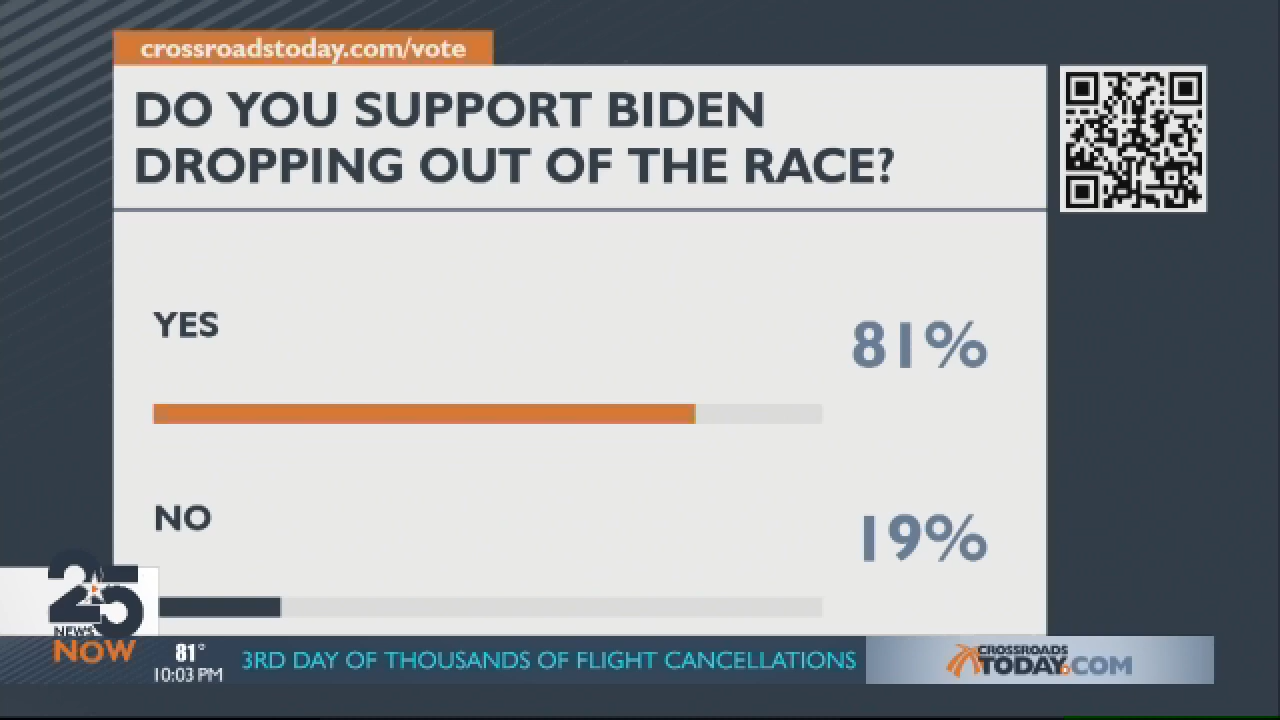 crossroadstoday.com/vote
DO YOU SUPPORT BIDEN
DROPPING OUT OF THE RACE?
YES
81%
NO
19%
25
NEWS
NOW
81°
10:03 PM
3RD DAY OF THOUSANDS OF FLIGHT CANCELLATIONS
CROSSROADS
TODAY.COM